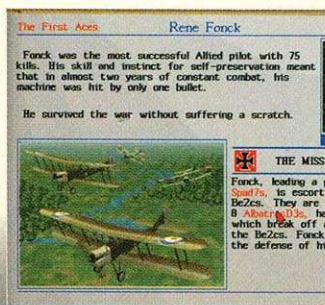 The First Aces
Rene Fonck
Fonck was the most successful Allied pilot with 75
kills. His skill and instinct for self-preservation meant
that in almost two years of constant combat, his
machine was hit by only one bullet.
He survived the war without suffering a scratch.
THE MISS
Fonck, leading a
Spad7s, is escort
Be2cs. They are
8 AlbatrosD3s, ha
which break off a
the Be2cs. Fonck
the defense of hi